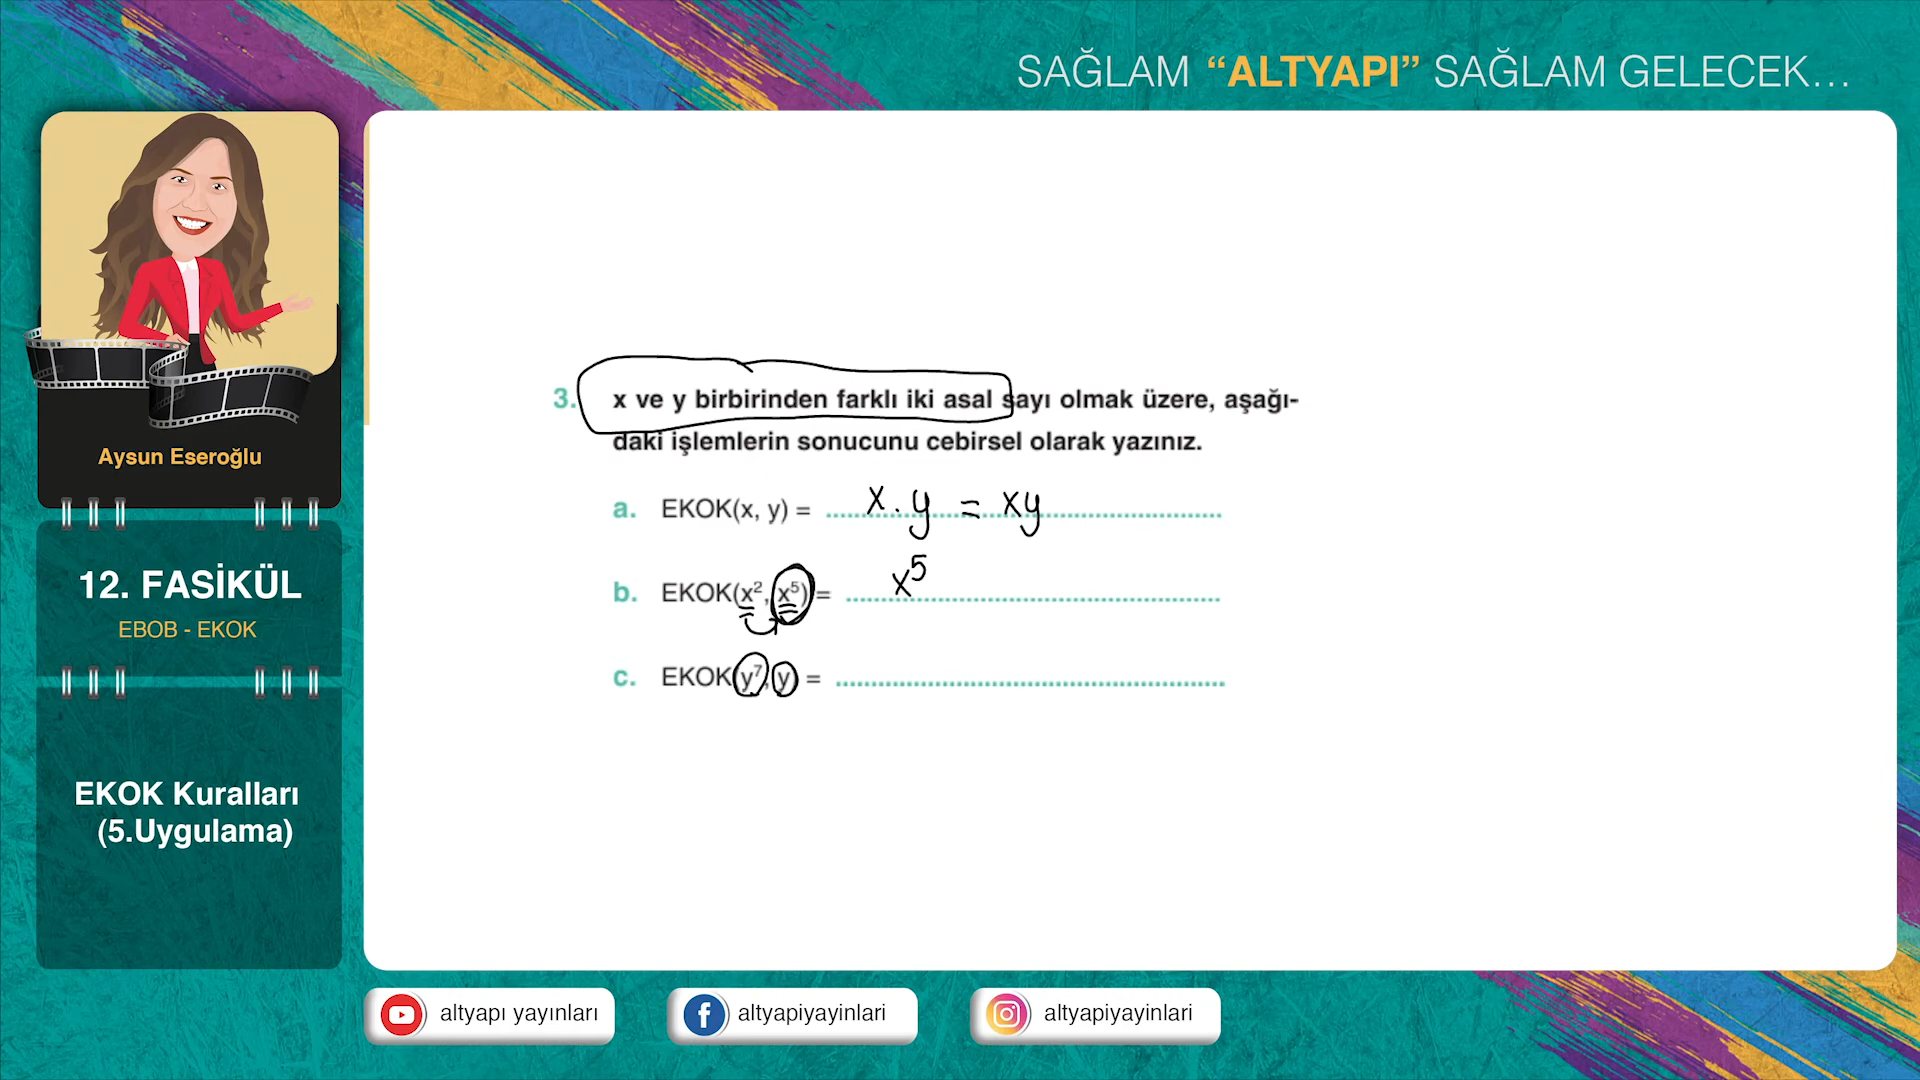 SAĞLAM “ALTYAPI” SAĞLAM GELECEK...
Aysun Eseroğlu
12. FASİKÜL
EBOB - EKOK
EKOK Kuralları
(5.Uygulama)
3. x ve y birbirinden farklı iki asal sayı olmak üzere, aşağı-
daki işlemlerin sonucunu cebirsel olarak yazınız.
a. EKOK(x, y) = x . y = xy
b. EKOK(x², x⁵) = x⁵
c. EKOK(y⁷, y) =
altyapı yayınları
altyapiyayinlari
altyapiyayinlari